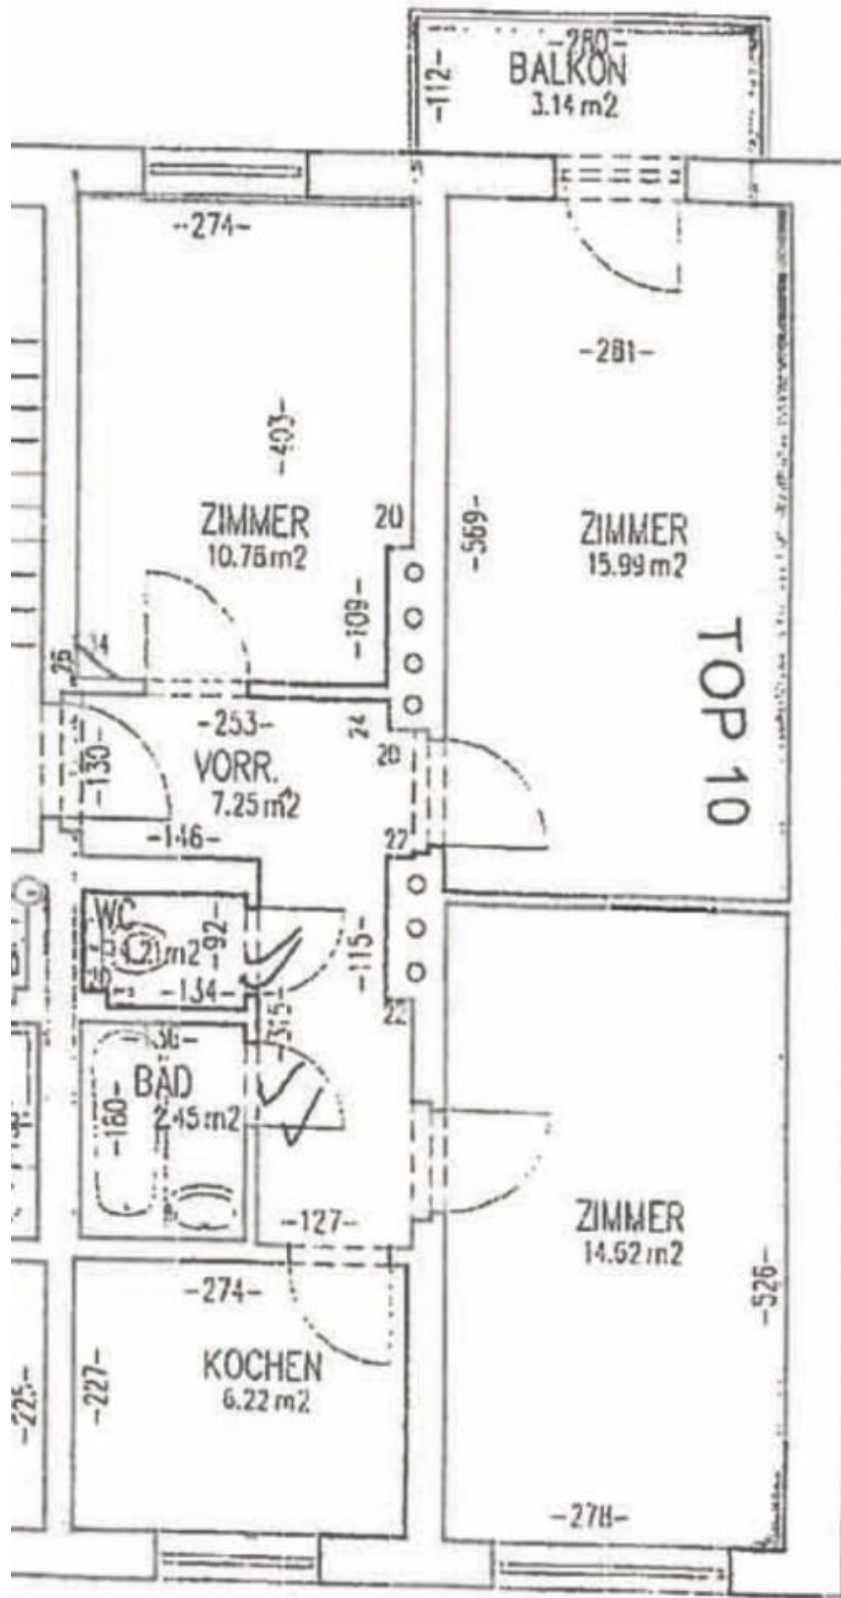 -280-
-112-
BALKON
3.14 m2
-274-
-281-
-403-
ZIMMER
10.76 m2
20
-569-
ZIMMER
15.99 m2
-109-
14
26
TOP 10
-253-
24
-130-
VORR.
7.25 m2
20
-146-
22
WC
1.21 m2
-92-
-115-
-134-
22
-315-
BAD
2.45 m2
-160-
-127-
ZIMMER
14.62 m2
-526-
-274-
KOCHEN
6.22 m2
-227-
-225-
-278-